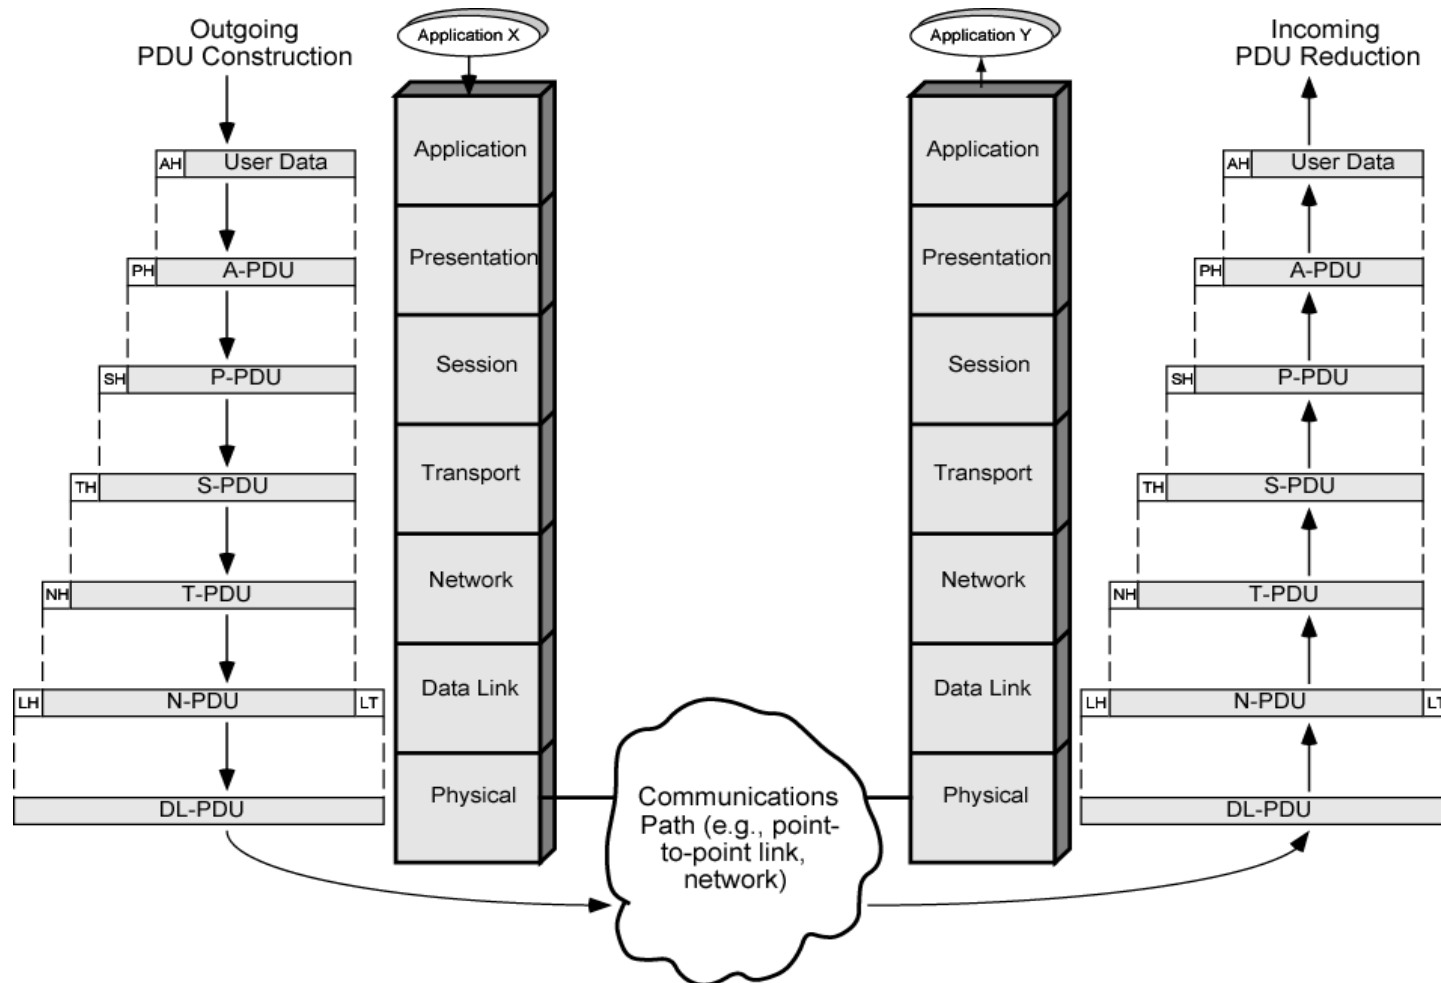 Outgoing
PDU Construction
Application X
Application Y
Incoming
PDU Reduction
AH
User Data
PH
A-PDU
SH
P-PDU
TH
S-PDU
NH
T-PDU
LH
N-PDU
LT
DL-PDU
Application
Presentation
Session
Transport
Network
Data Link
Physical
Communications
Path (e.g., point-
to-point link,
network)
Application
Presentation
Session
Transport
Network
Data Link
Physical
AH
User Data
PH
A-PDU
SH
P-PDU
TH
S-PDU
NH
T-PDU
LH
N-PDU
LT
DL-PDU